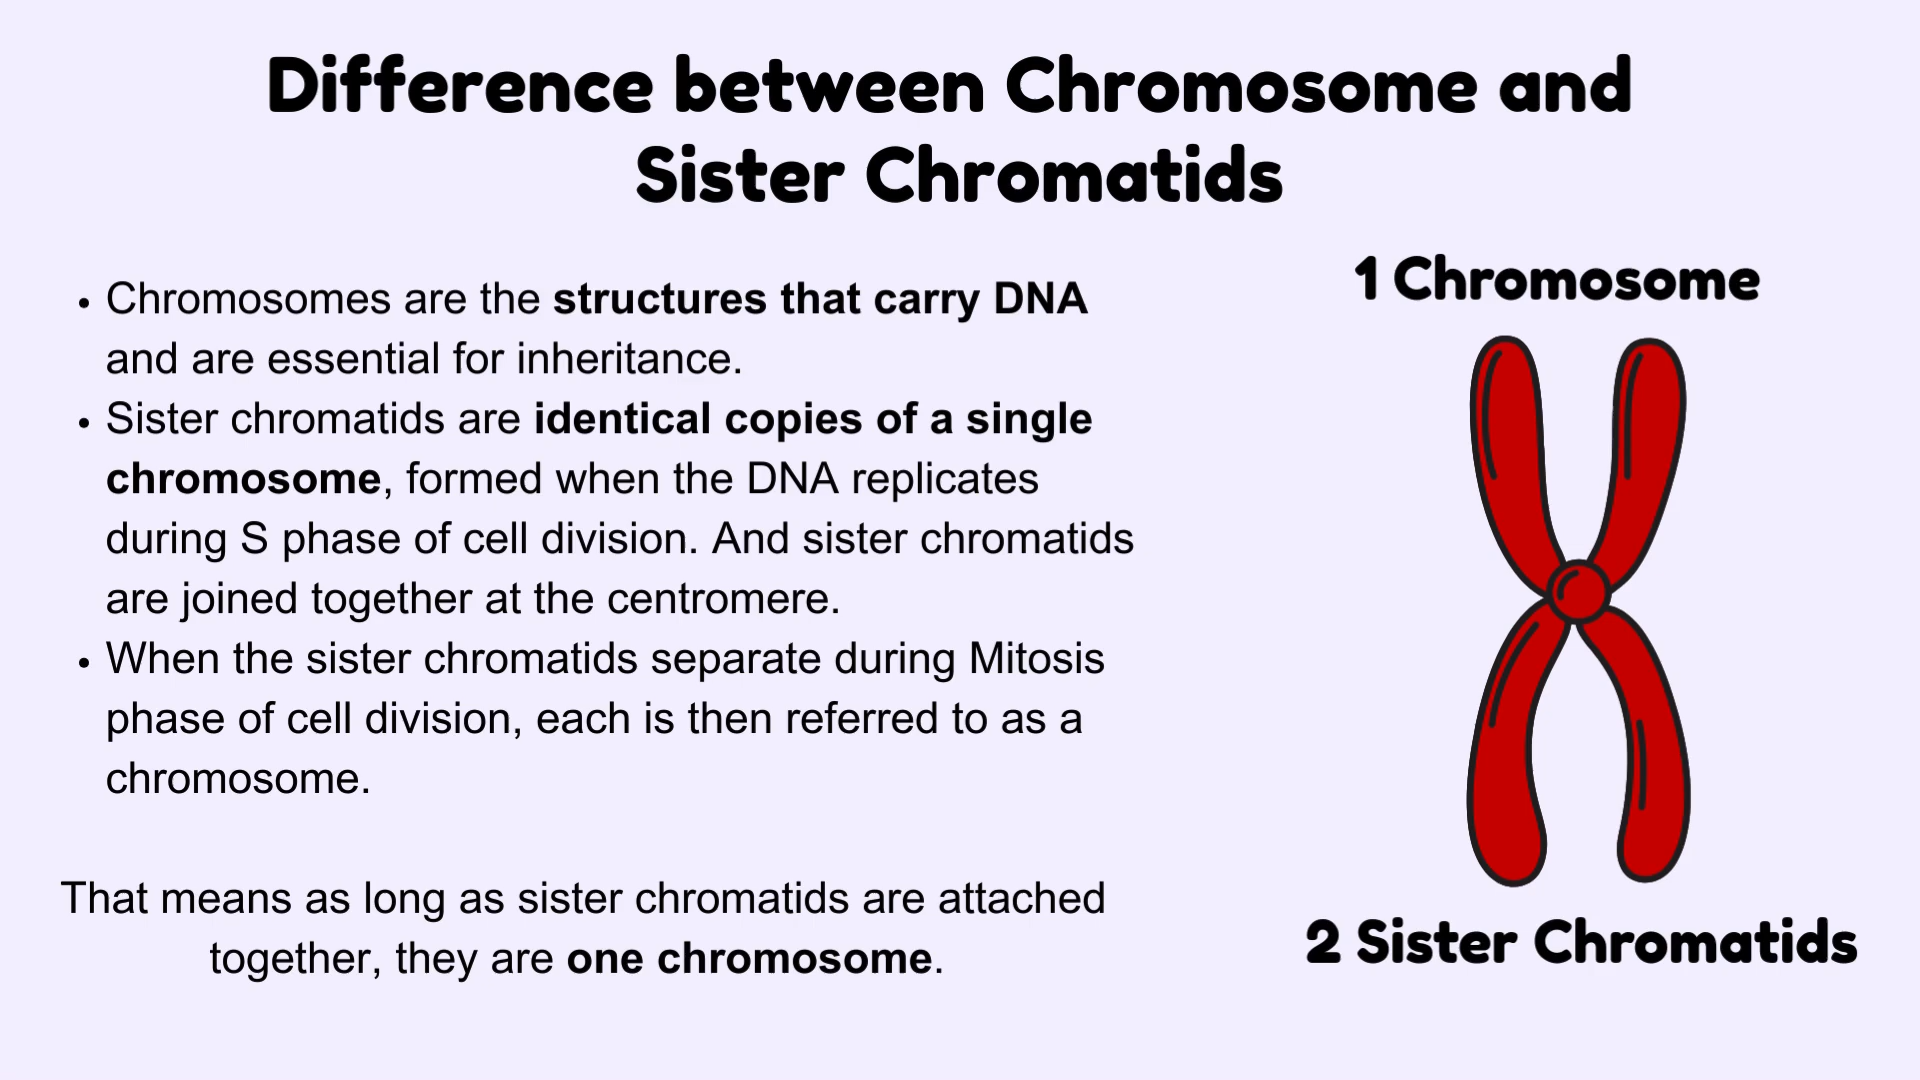 Difference between Chromosome and
Sister Chromatids
• Chromosomes are the structures that carry DNA
and are essential for inheritance.
• Sister chromatids are identical copies of a single
chromosome, formed when the DNA replicates
during S phase of cell division. And sister chromatids
are joined together at the centromere.
• When the sister chromatids separate during Mitosis
phase of cell division, each is then referred to as a
chromosome.
That means as long as sister chromatids are attached
together, they are one chromosome.
1 Chromosome
2 Sister Chromatids